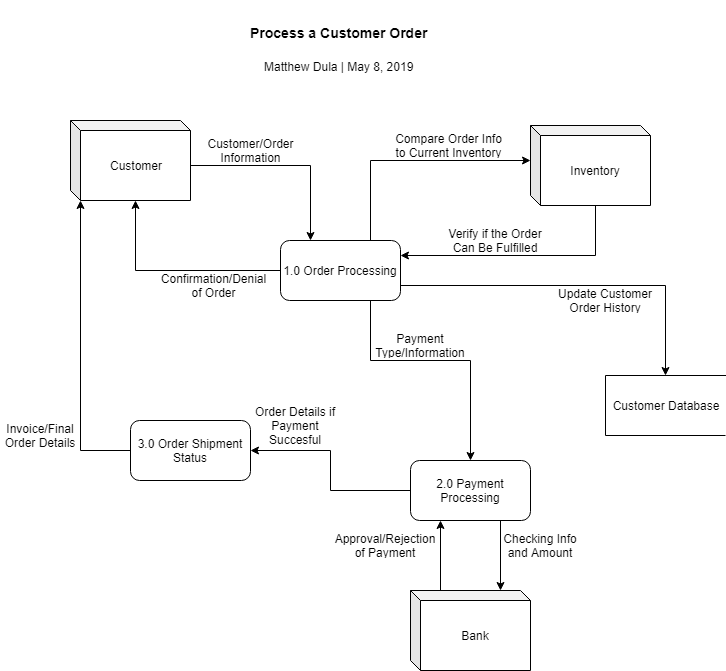 Process a Customer Order
Matthew Dula | May 8, 2019
Customer
Customer/Order
Information
Compare Order Info
to Current Inventory
Inventory
Verify if the Order
Can Be Fulfilled
1.0 Order Processing
Confirmation/Denial
of Order
Update Customer
Order History
Payment
Type/Information
Customer Database
Invoice/Final
Order Details
3.0 Order Shipment
Status
Order Details if
Payment
Succesful
2.0 Payment
Processing
Approval/Rejection
of Payment
Checking Info
and Amount
Bank